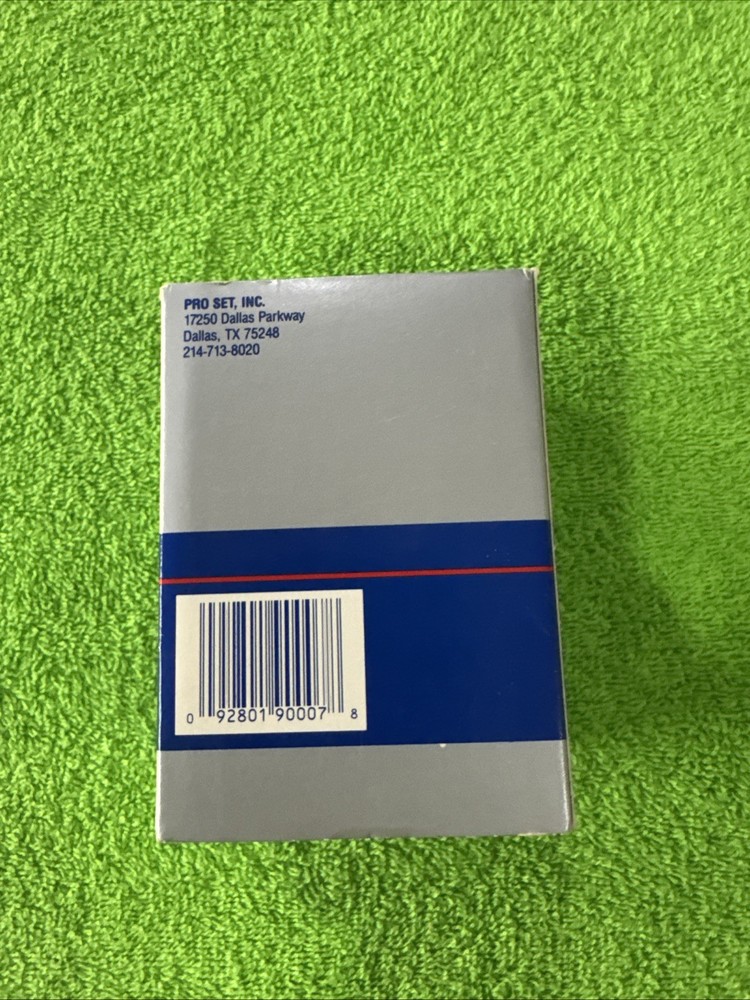 PRO SET, INC.
17250 Dallas Parkway
Dallas, TX 75248
214-713-8020
0 92801 90007 8